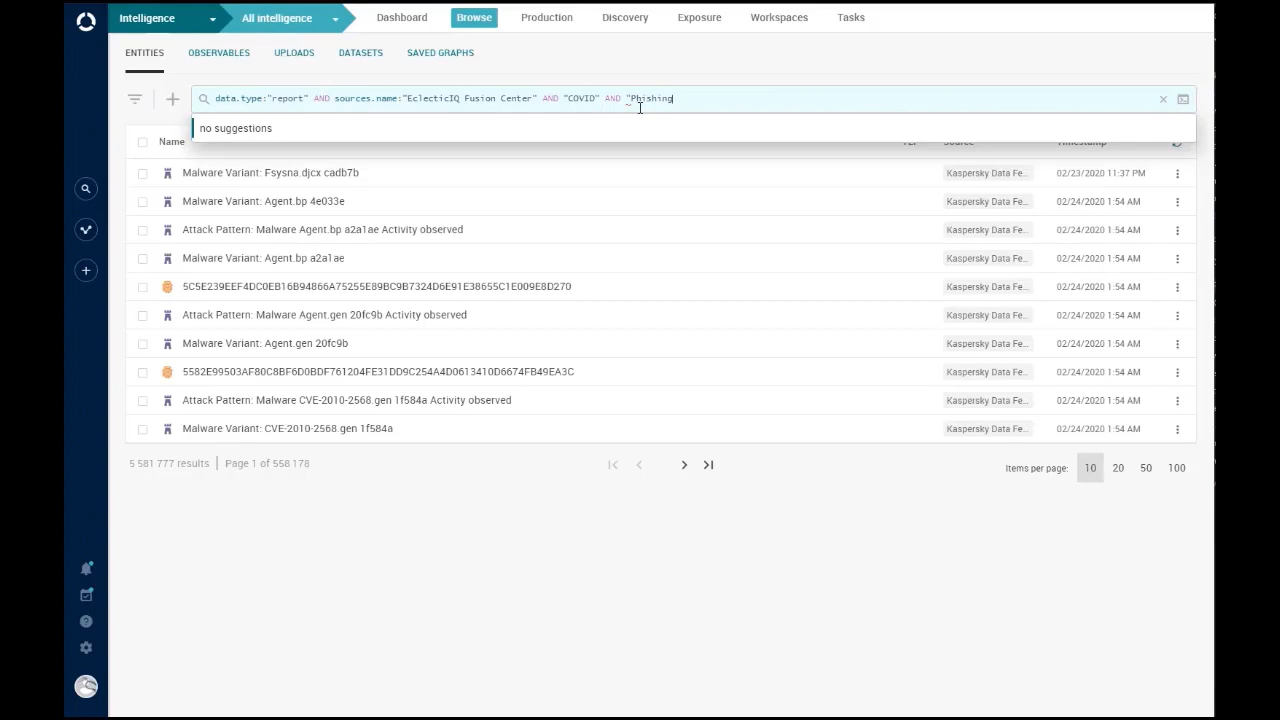 Intelligence
All intelligence
Dashboard
Browse
Production
Discovery
Exposure
Workspaces
Tasks
ENTITIES
OBSERVABLES
UPLOADS
DATASETS
SAVED GRAPHS
data.type:"report" AND sources.name:"EclecticIQ Fusion Center" AND "COVID" AND "Phishing
no suggestions
Name
Malware Variant: Fsysna.djcx cadb7b Kaspersky Data Fe... 02/23/2020 11:37 PM
Malware Variant: Agent.bp 4e033e Kaspersky Data Fe... 02/24/2020 1:54 AM
Attack Pattern: Malware Agent.bp a2a1ae Activity observed Kaspersky Data Fe... 02/24/2020 1:54 AM
Malware Variant: Agent.bp a2a1ae Kaspersky Data Fe... 02/24/2020 1:54 AM
5C5E239EEF4DC0EB16B94866A75255E89BC9B7324D6E91E38655C1E009E8D270 Kaspersky Data Fe... 02/24/2020 1:54 AM
Attack Pattern: Malware Agent.gen 20fc9b Activity observed Kaspersky Data Fe... 02/24/2020 1:54 AM
Malware Variant: Agent.gen 20fc9b Kaspersky Data Fe... 02/24/2020 1:54 AM
5582E99503AF80C8BF6D0BDF761204FE31DD9C254A4D0613410D6674FB49EA3C Kaspersky Data Fe... 02/24/2020 1:54 AM
Attack Pattern: Malware CVE-2010-2568.gen 1f584a Activity observed Kaspersky Data Fe... 02/24/2020 1:54 AM
Malware Variant: CVE-2010-2568.gen 1f584a Kaspersky Data Fe... 02/24/2020 1:54 AM
5 581 777 results Page 1 of 558 178
Items per page: 10 20 50 100